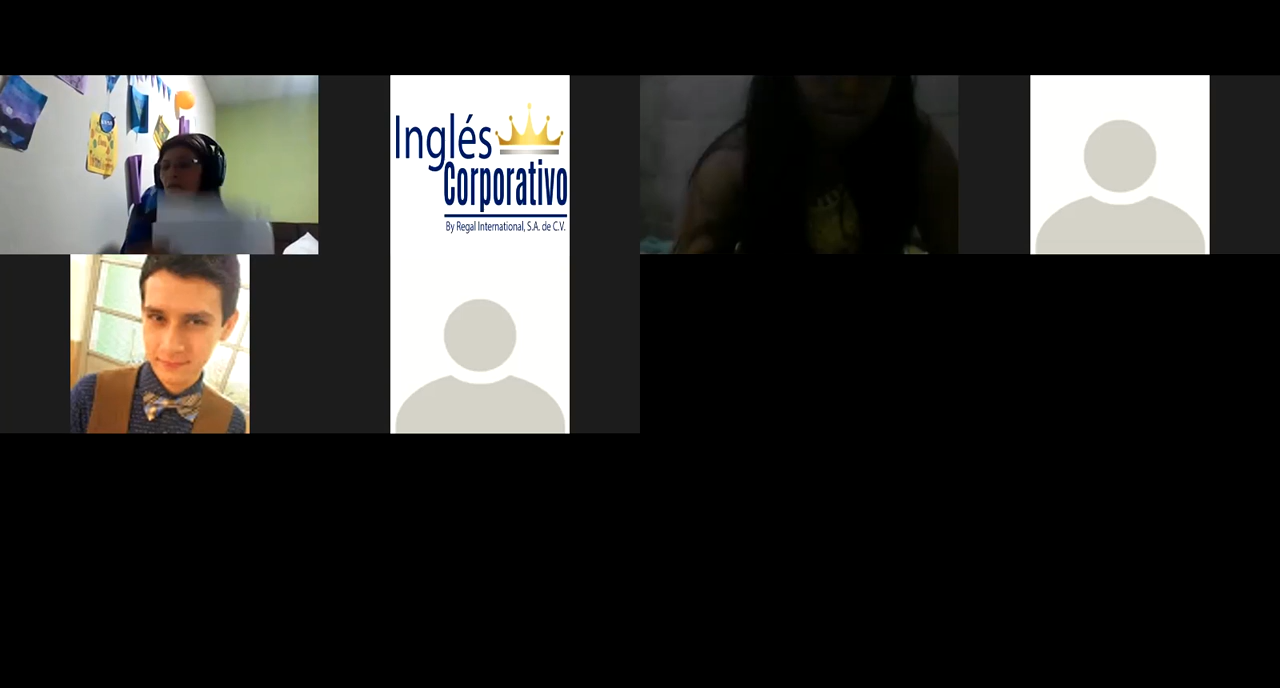 Inglés
Corporativo
By Regal International, S.A. de C.V.